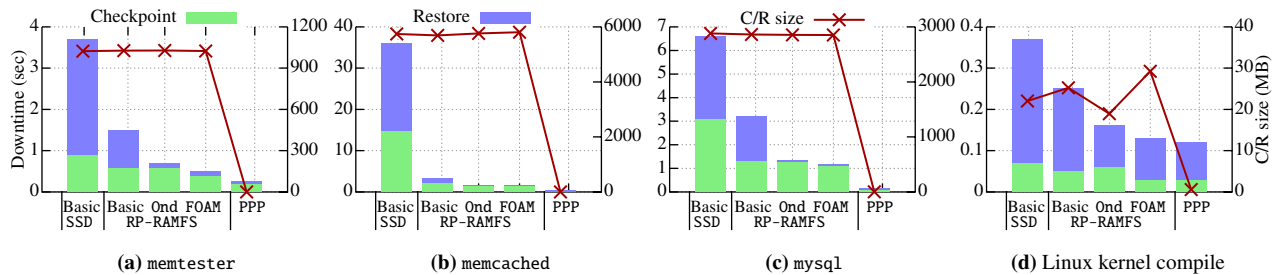 Checkpoint
Restore
C/R size
Downtime (sec)
4
3
2
1
0
1200
900
600
300
0
Basic Basic Ond FOAM PPP
SSD RP-RAMFS
(a) memtester
40
30
20
10
0
6000
4000
2000
0
Basic Basic Ond FOAM PPP
SSD RP-RAMFS
(b) memcached
7
6
5
4
3
2
1
0
3000
2000
1000
0
Basic Basic Ond FOAM PPP
SSD RP-RAMFS
(c) mysql
0.4
0.3
0.2
0.1
0
40
30
20
10
0
C/R size (MB)
Basic Basic Ond FOAM PPP
SSD RP-RAMFS
(d) Linux kernel compile